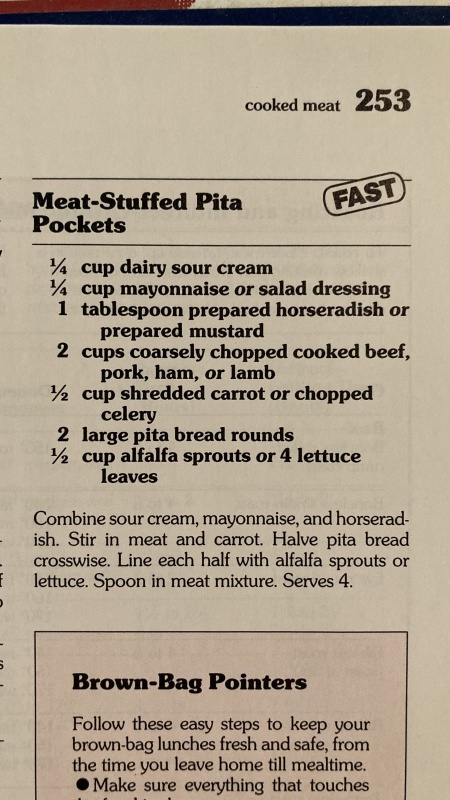 cooked meat 253
FAST
Meat-Stuffed Pita
Pockets
¼ cup dairy sour cream
¼ cup mayonnaise or salad dressing
1 tablespoon prepared horseradish or
prepared mustard
2 cups coarsely chopped cooked beef,
pork, ham, or lamb
½ cup shredded carrot or chopped
celery
2 large pita bread rounds
½ cup alfalfa sprouts or 4 lettuce
leaves
Combine sour cream, mayonnaise, and horserad-
ish. Stir in meat and carrot. Halve pita bread
crosswise. Line each half with alfalfa sprouts or
lettuce. Spoon in meat mixture. Serves 4.
Brown-Bag Pointers
Follow these easy steps to keep your
brown-bag lunches fresh and safe, from
the time you leave home till mealtime.
● Make sure everything that touches